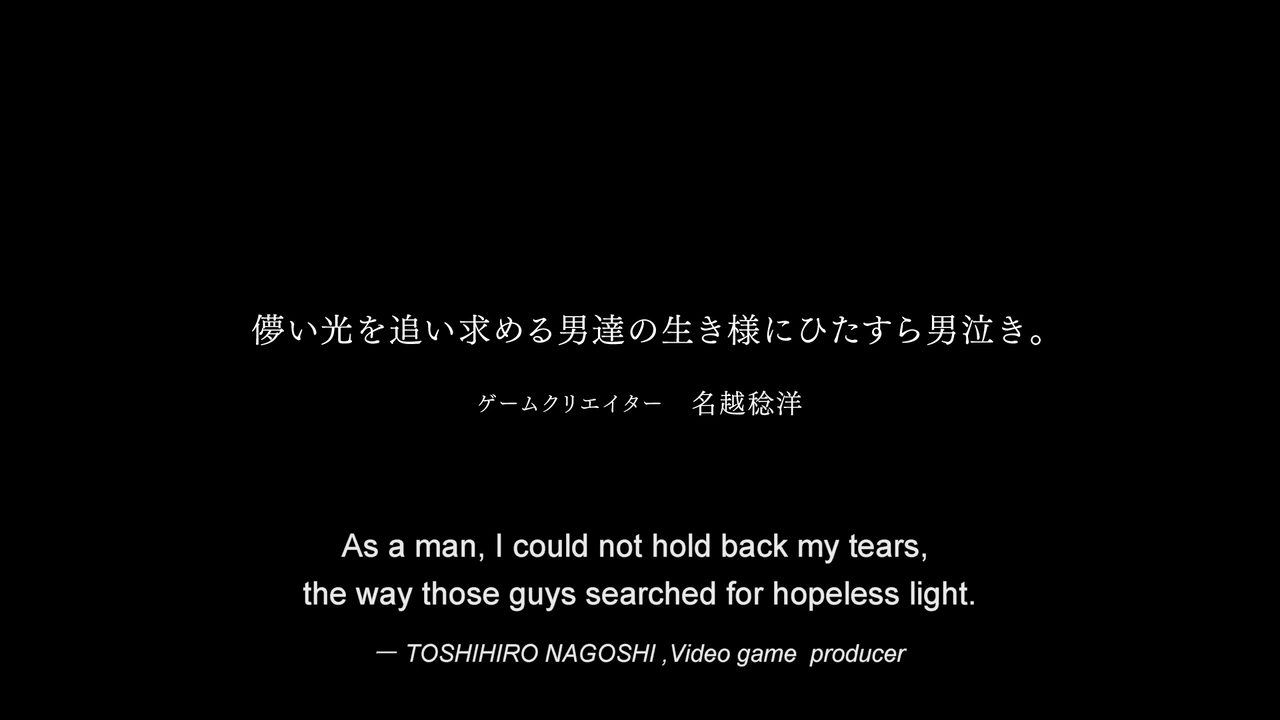 儚い光を追い求める男達の生き様にひたすら男泣き。
ゲームクリエイター　名越稔洋
As a man, I could not hold back my tears,
the way those guys searched for hopeless light.
— TOSHIHIRO NAGOSHI ,Video game  producer